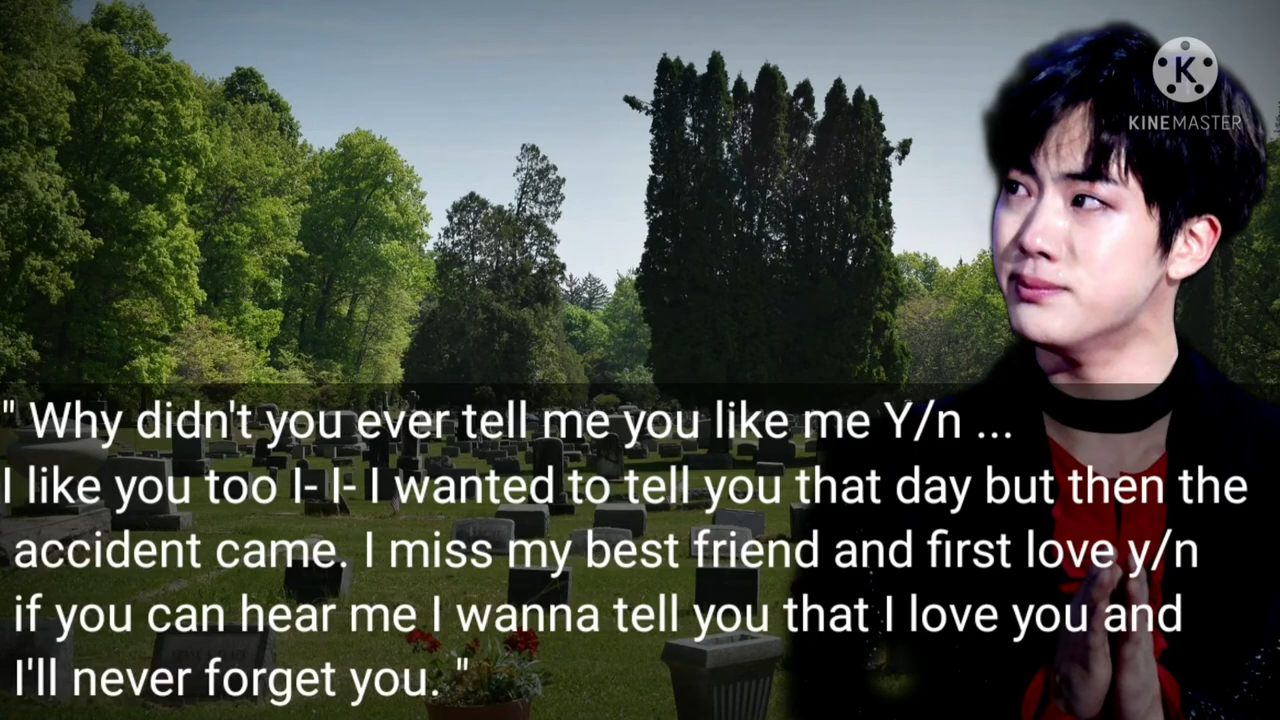 K
KINEMASTER
" Why didn't you ever tell me you like me Y/n ...
I like you too I- I- I wanted to tell you that day but then the
accident came. I miss my best friend and first love y/n
if you can hear me I wanna tell you that I love you and
I'll never forget you. "